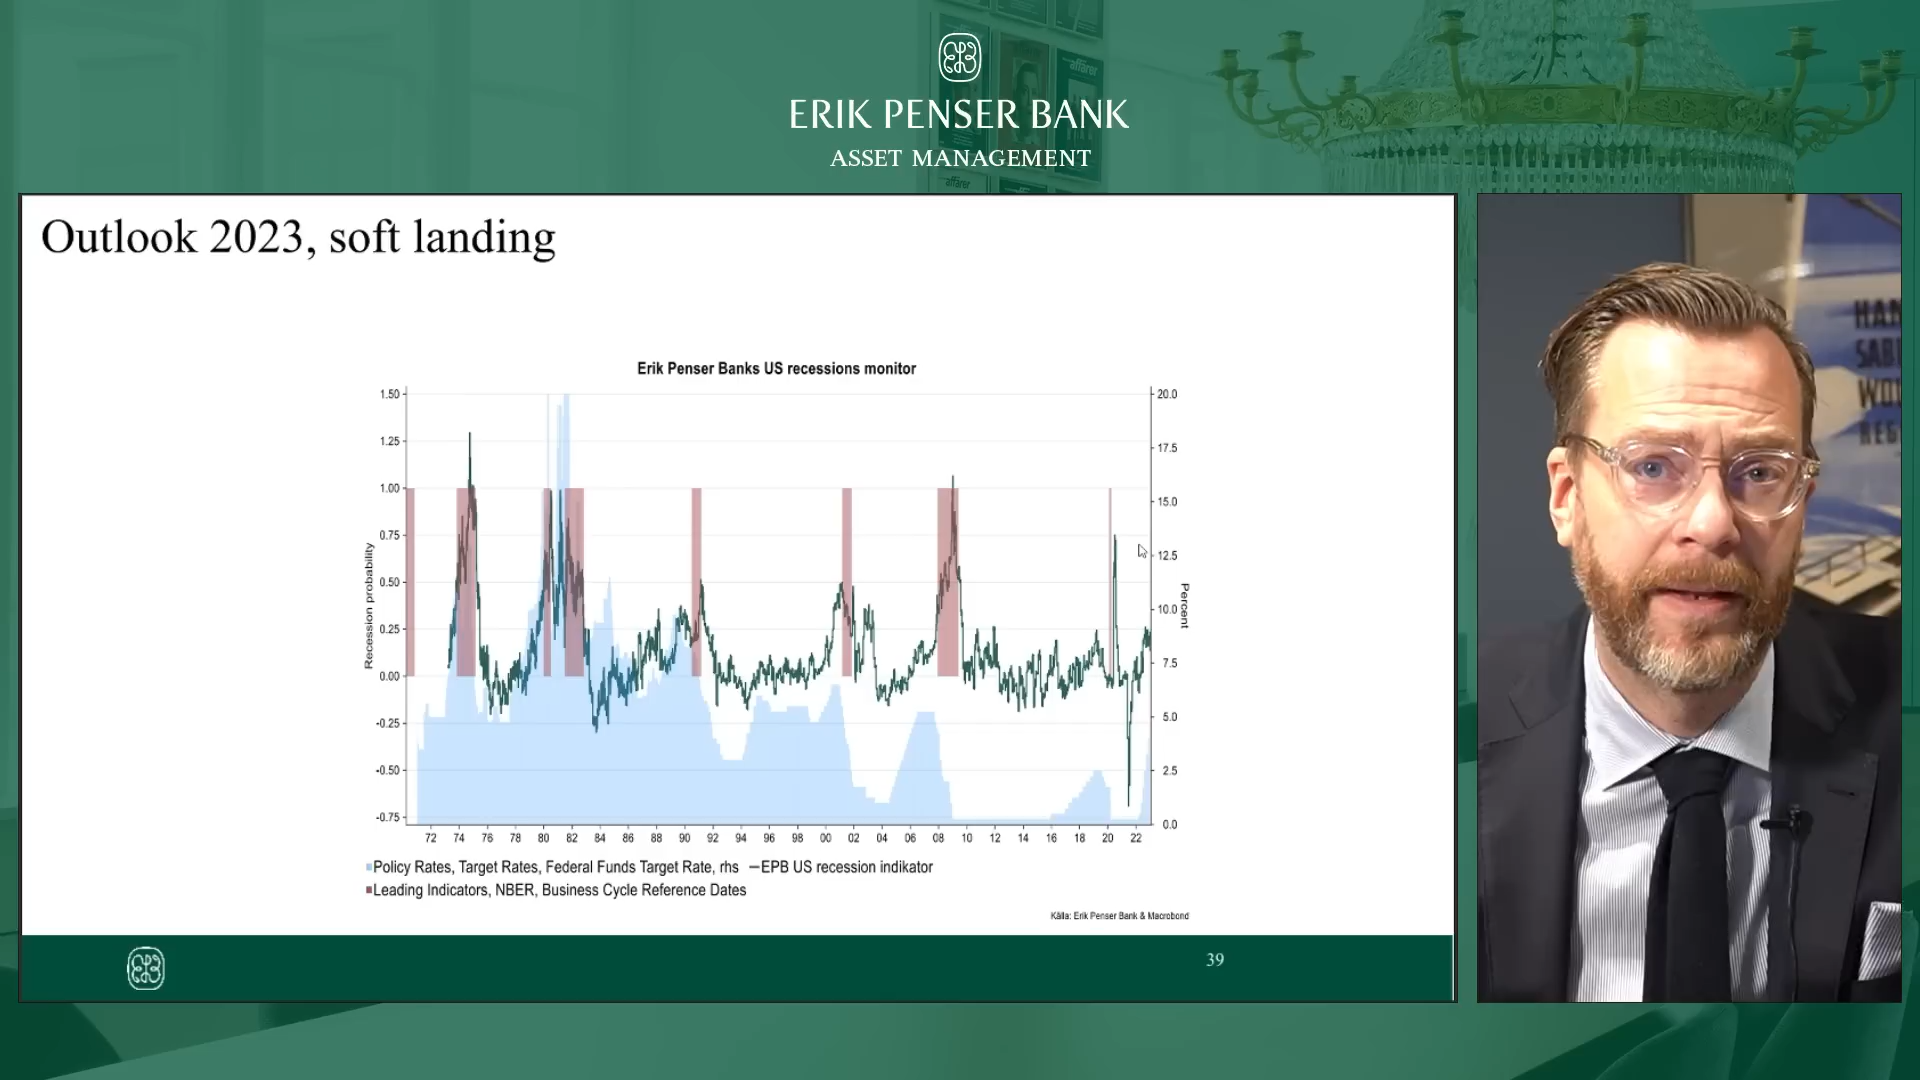 affärer
affärer
ERIK PENSER BANK
ASSET MANAGEMENT
Outlook 2023, soft landing
Erik Penser Banks US recessions monitor
1.50
1.25
1.00
0.75
0.50
0.25
0.00
-0.25
-0.50
-0.75
Recession probability
20.0
17.5
15.0
12.5
10.0
7.5
5.0
2.5
0.0
Percent
72 74 76 78 80 82 84 86 88 90 92 94 96 98 00 02 04 06 08 10 12 14 16 18 20 22
Policy Rates, Target Rates, Federal Funds Target Rate, rhs —EPB US recession indikator
Leading Indicators, NBER, Business Cycle Reference Dates
Källa: Erik Penser Bank & Macrobond
39